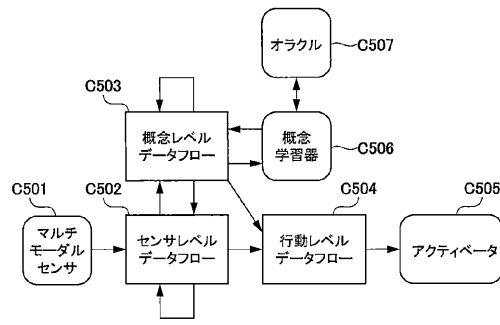 オラクル
C507
C503
概念レベル
データフロー
概念
学習器
C506
C501
C502
C504
C505
マルチ
モーダル
センサ
センサレベル
データフロー
行動レベル
データフロー
アクティベータ